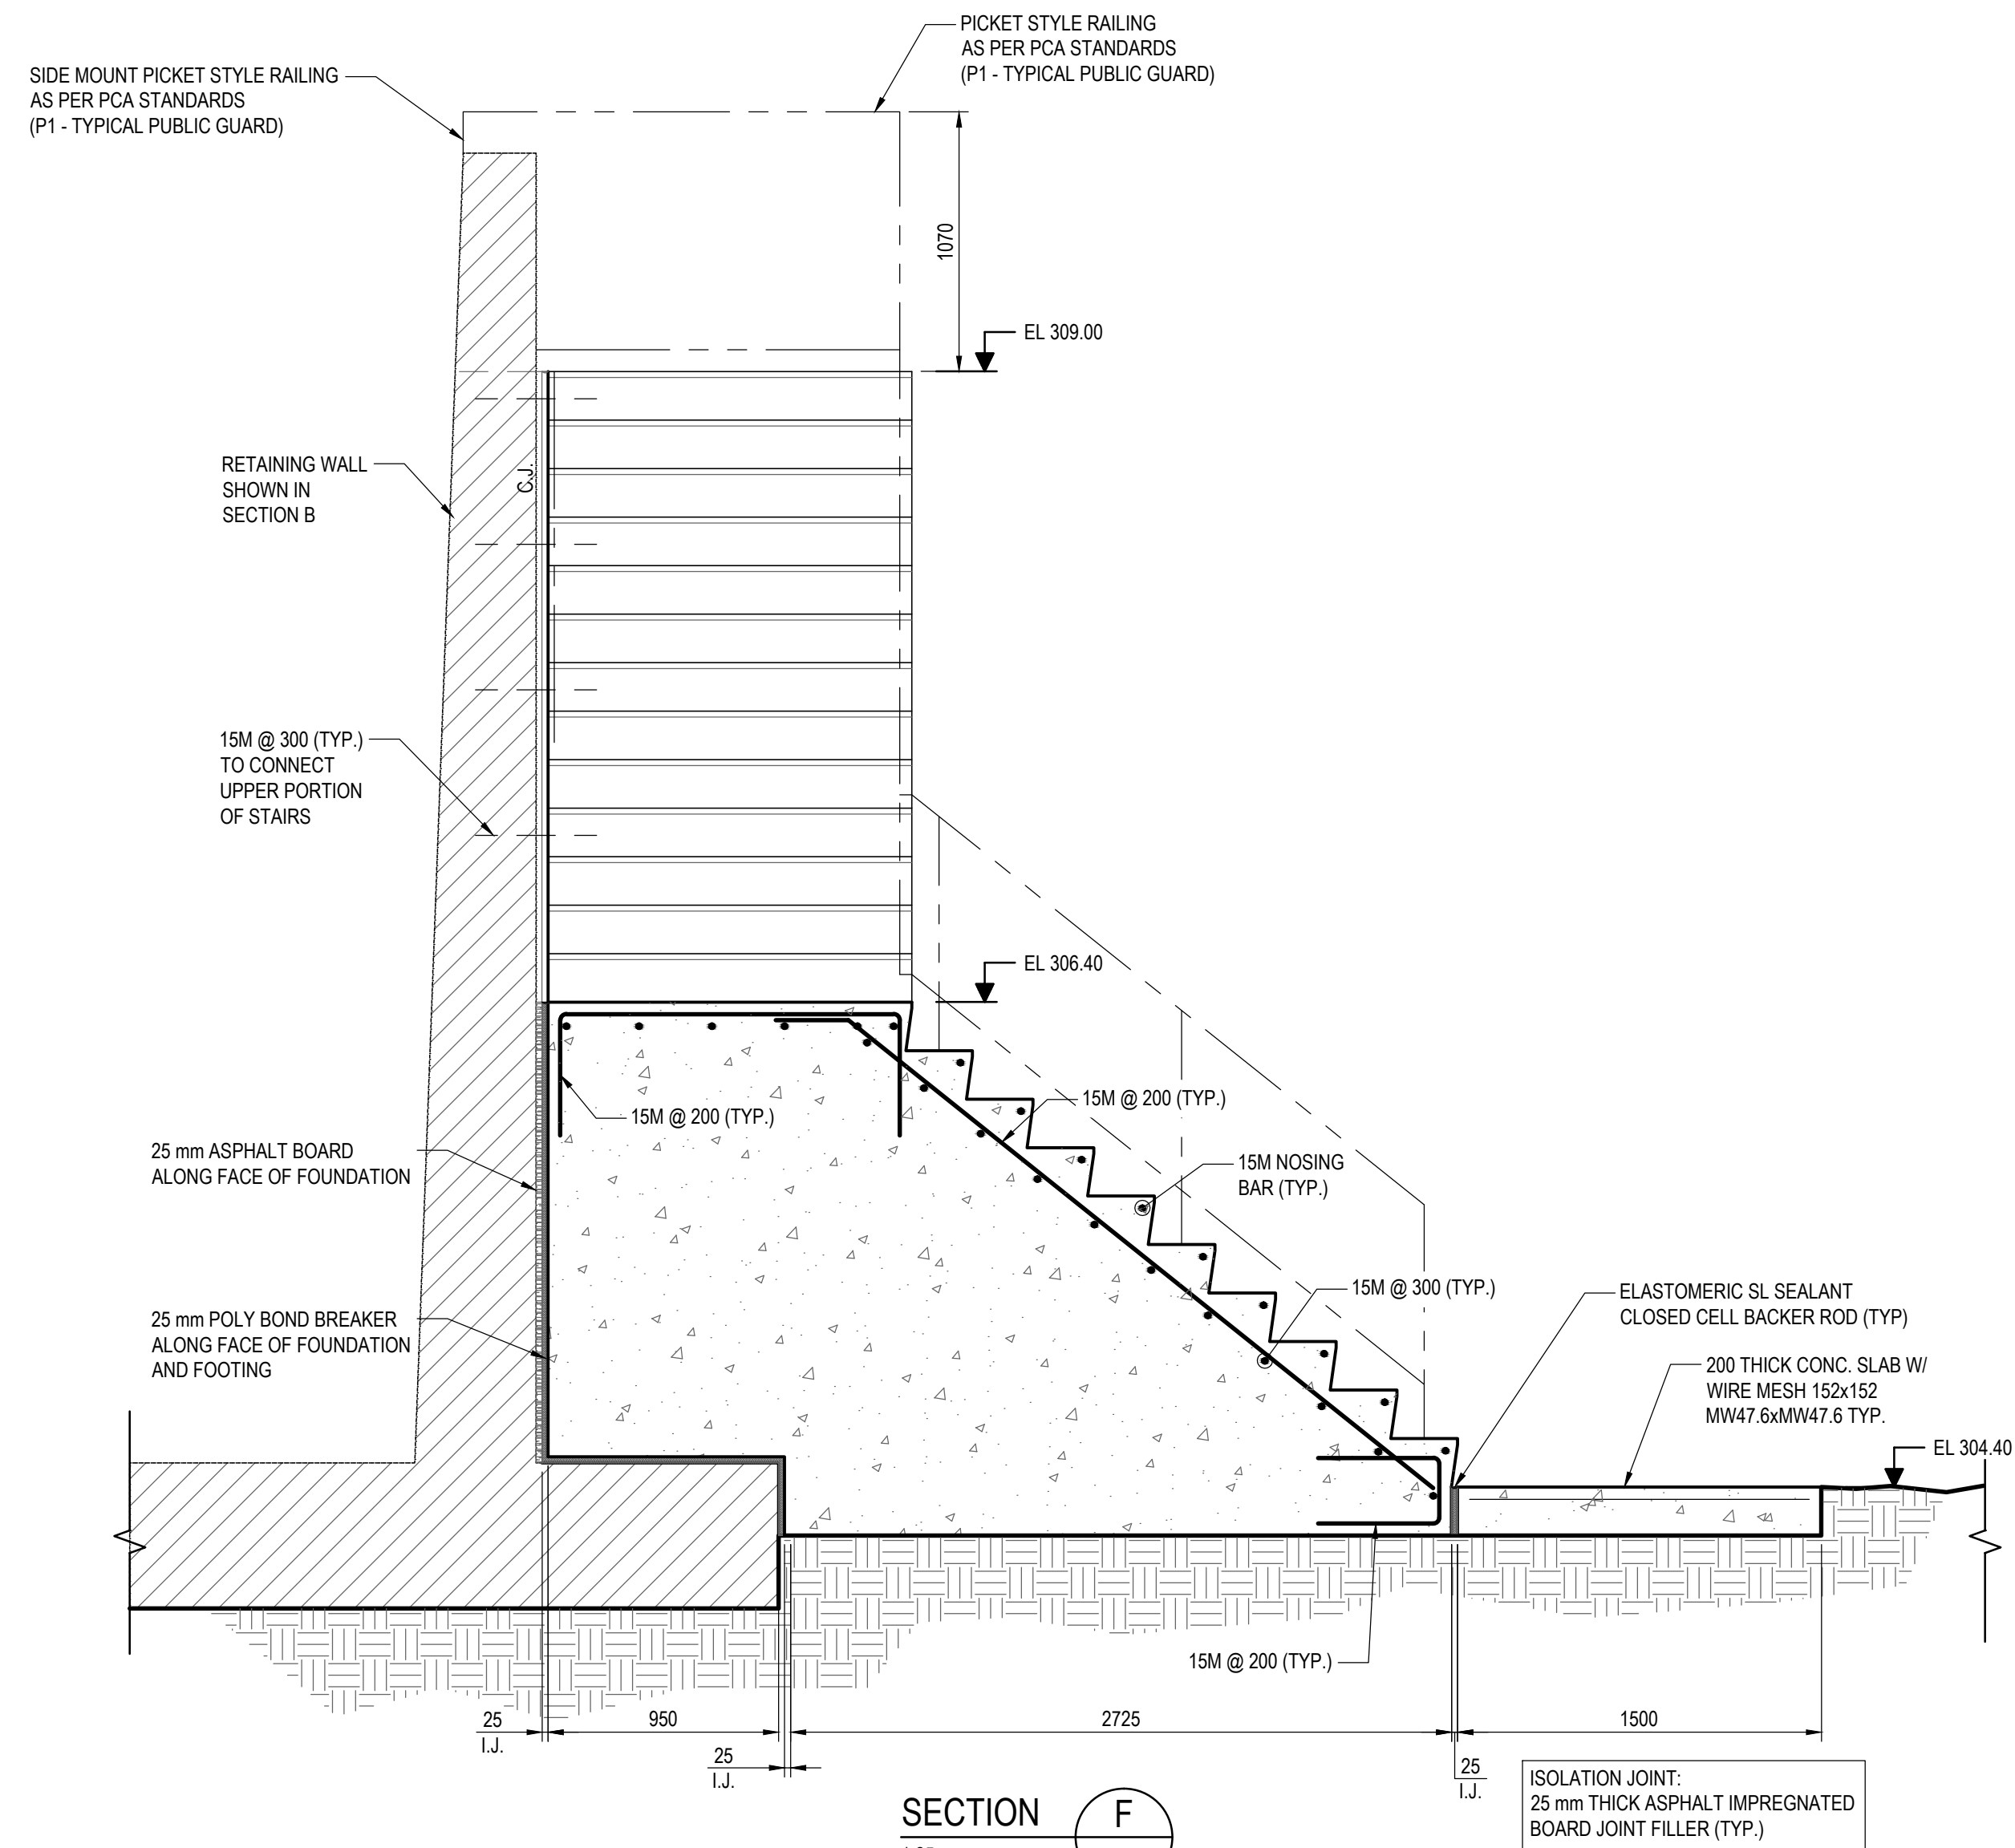 PICKET STYLE RAILING
AS PER PCA STANDARDS
(P1 - TYPICAL PUBLIC GUARD)
SIDE MOUNT PICKET STYLE RAILING
AS PER PCA STANDARDS
(P1 - TYPICAL PUBLIC GUARD)
1070
EL 309.00
RETAINING WALL
SHOWN IN
SECTION B
C.J.
15M @ 300 (TYP.)
TO CONNECT
UPPER PORTION
OF STAIRS
EL 306.40
15M @ 200 (TYP.)
15M @ 200 (TYP.)
25 mm ASPHALT BOARD
ALONG FACE OF FOUNDATION
15M NOSING
BAR (TYP.)
15M @ 300 (TYP.)
ELASTOMERIC SL SEALANT
CLOSED CELL BACKER ROD (TYP)
25 mm POLY BOND BREAKER
ALONG FACE OF FOUNDATION
AND FOOTING
200 THICK CONC. SLAB W/
WIRE MESH 152x152
MW47.6xMW47.6 TYP.
EL 304.40
15M @ 200 (TYP.)
25
I.J.
950
25
I.J.
2725
25
I.J.
1500
ISOLATION JOINT:
25 mm THICK ASPHALT IMPREGNATED
BOARD JOINT FILLER (TYP.)
SECTION F